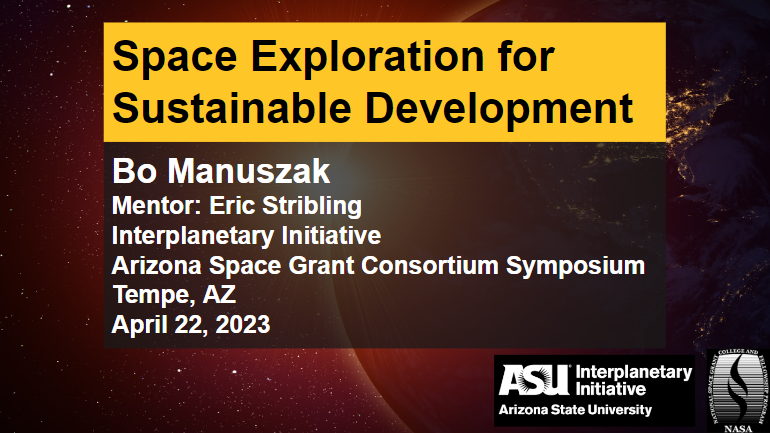 Space Exploration for
Sustainable Development
Bo Manuszak
Mentor: Eric Stribling
Interplanetary Initiative
Arizona Space Grant Consortium Symposium
Tempe, AZ
April 22, 2023
ASU Interplanetary
Initiative
Arizona State University
NATIONAL SPACE GRANT COLLEGE AND FELLOWSHIP PROGRAM
NASA